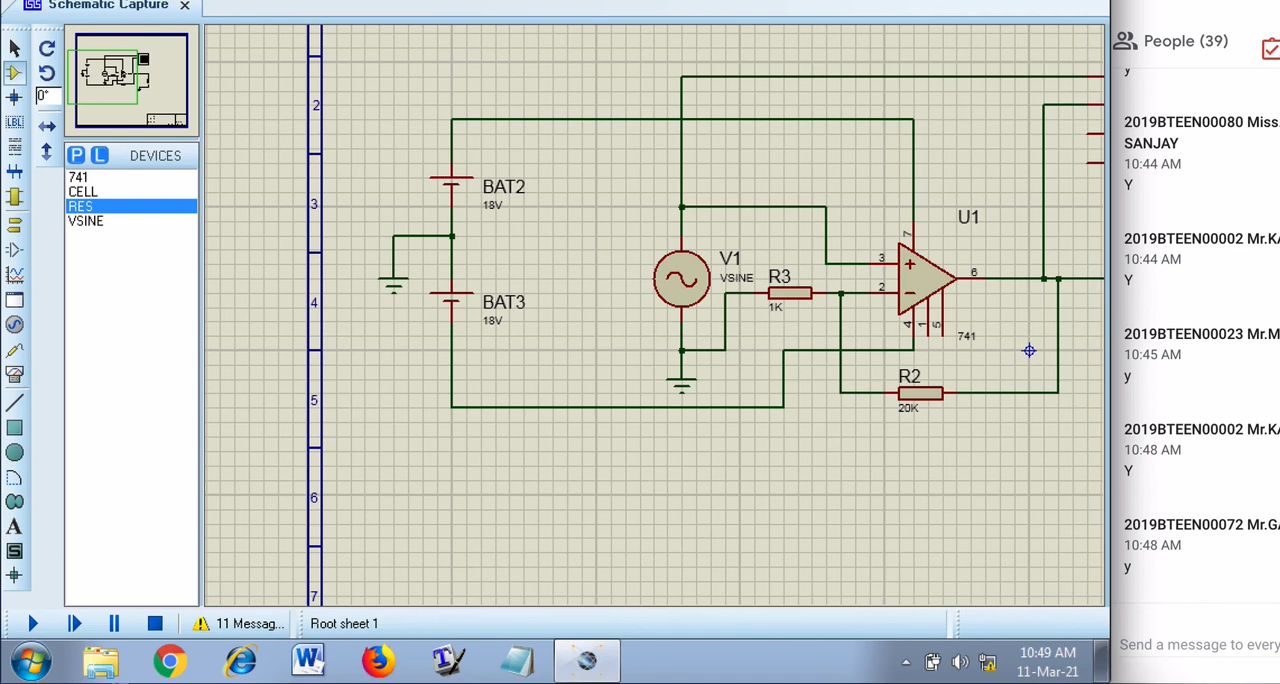 Schematic Capture
0°
LBL
P L DEVICES
741
CELL
RES
VSINE
A
S
2
3
4
5
6
7
BAT2
18V
BAT3
18V
V1
VSINE
R3
1K
U1
7
3
2
6
4
1
5
741
R2
20K
11 Messag...
Root sheet 1
10:49 AM
11-Mar-21
People (39)
y
2019BTEEN00080 Miss.
SANJAY
10:44 AM
Y
2019BTEEN00002 Mr.KA
10:44 AM
Y
2019BTEEN00023 Mr.M
10:45 AM
y
2019BTEEN00002 Mr.KA
10:48 AM
Y
2019BTEEN00072 Mr.GA
10:48 AM
y
Send a message to every